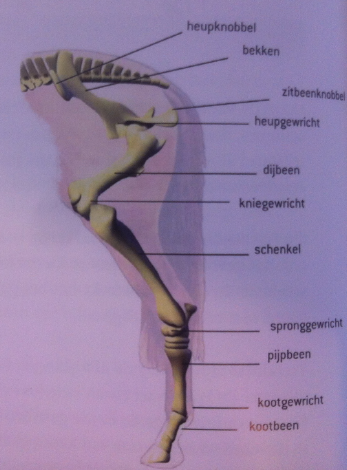 heupknobbel
bekken
zitbeenknobbel
heupgewricht
dijbeen
kniegewricht
schenkel
spronggewricht
pijpbeen
kootgewricht
kootbeen